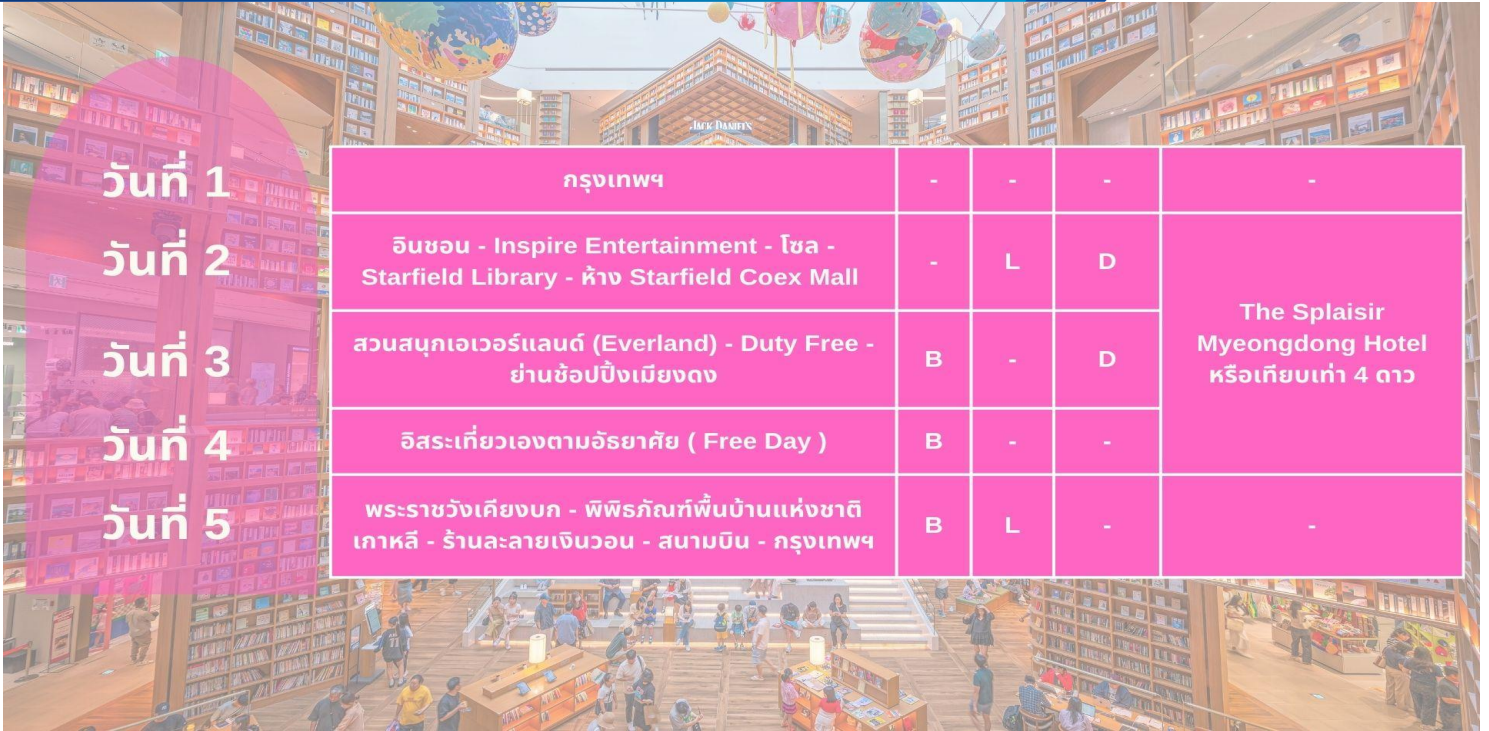 JACK DANIEL'S
วันที่ 1
กรุงเทพฯ
-
-
-
-
วันที่ 2
อินชอน - Inspire Entertainment - โซล -
Starfield Library - ห้าง Starfield Coex Mall
-
L
D
The Splaisir
Myeongdong Hotel
หรือเทียบเท่า 4 ดาว
วันที่ 3
สวนสนุกเอเวอร์แลนด์ (Everland) - Duty Free -
ย่านช้อปปิ้งเมียงดง
B
-
D
วันที่ 4
อิสระเที่ยวเองตามอัธยาศัย ( Free Day )
B
-
-
วันที่ 5
พระราชวังเคียงบก - พิพิธภัณฑ์พื้นบ้านแห่งชาติ
เกาหลี - ร้านละลายเงินวอน - สนามบิน - กรุงเทพฯ
B
L
-
-